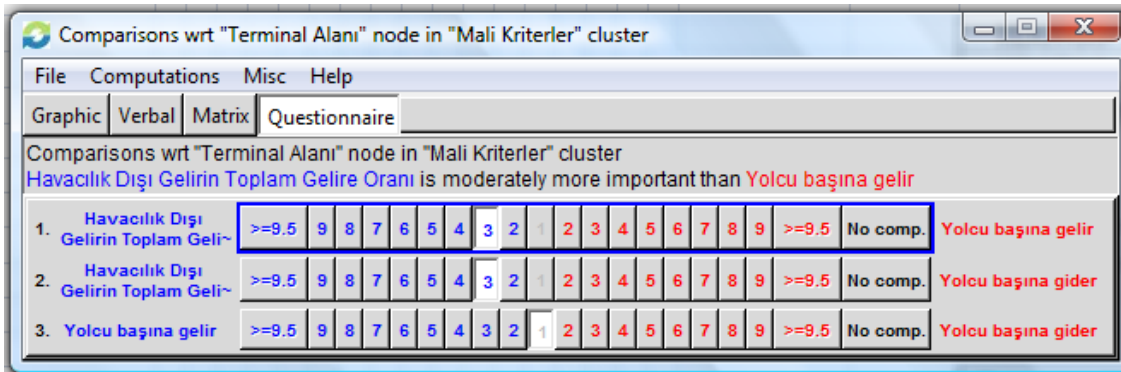 Comparisons wrt "Terminal Alanı" node in "Mali Kriterler" cluster
File Computations Misc Help
Graphic Verbal Matrix Questionnaire
Comparisons wrt "Terminal Alanı" node in "Mali Kriterler" cluster
Havacılık Dışı Gelirin Toplam Gelire Oranı is moderately more important than Yolcu başına gelir
1. Havacılık Dışı
Gelirin Toplam Geli~ >=9.5 9 8 7 6 5 4 3 2 1 2 3 4 5 6 7 8 9 >=9.5 No comp. Yolcu başına gelir
2. Havacılık Dışı
Gelirin Toplam Geli~ >=9.5 9 8 7 6 5 4 3 2 1 2 3 4 5 6 7 8 9 >=9.5 No comp. Yolcu başına gider
3. Yolcu başına gelir >=9.5 9 8 7 6 5 4 3 2 1 2 3 4 5 6 7 8 9 >=9.5 No comp. Yolcu başına gider